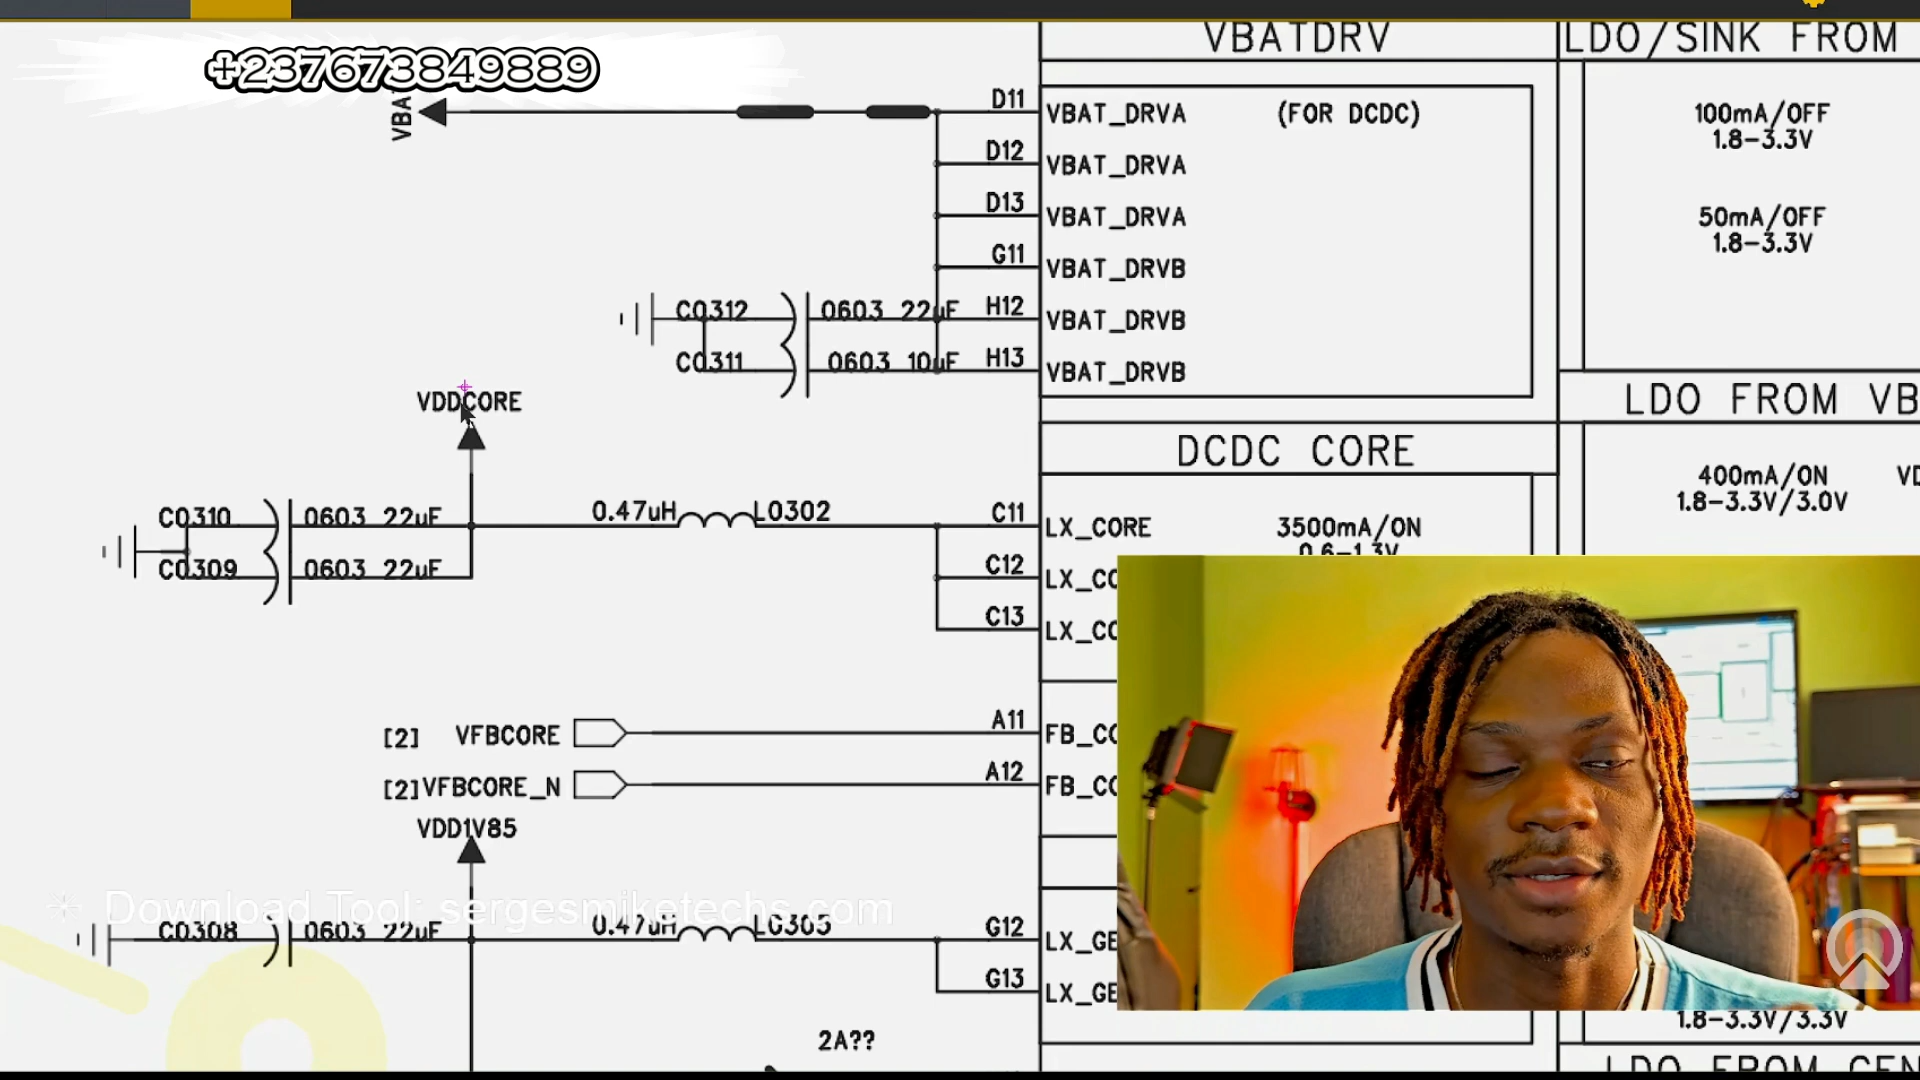 VBATDRV
LDO/SINK FROM
+237673849889
D11
VBAT_DRVA
(FOR DCDC)
100mA/OFF
1.8-3.3V
D12
VBAT_DRVA
D13
VBAT_DRVA
50mA/OFF
1.8-3.3V
G11
VBAT_DRVB
C0312
0603 22uF
H12
VBAT_DRVB
C0311
0603 10uF
H13
VBAT_DRVB
VDDCORE
LDO FROM VB
DCDC CORE
400mA/ON
1.8-3.3V/3.0V
C0310
0603 22uF
0.47uH
L0302
C11
LX_CORE
3500mA/ON
0.6-1.3V
C0309
0603 22uF
C12
C13
[2] VFBCORE
A11
[2] VFBCORE_N
A12
VDD1V85
Download Tool: sergesmiketechs.com
C0308
0603 22uF
0.47uH
L0305
G12
G13
1.8-3.3V/3.3V
2A??